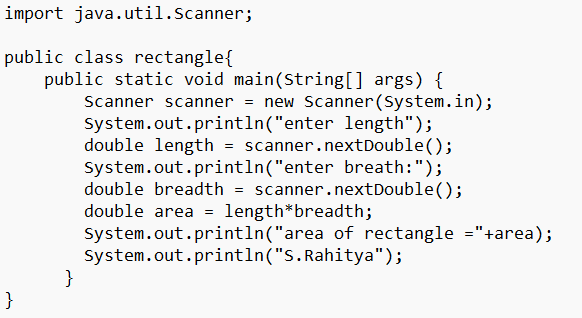 import java.util.Scanner;
public class rectangle{
public static void main(String[] args) {
Scanner scanner = new Scanner(System.in);
System.out.println("enter length");
double length = scanner.nextDouble();
System.out.println("enter breath:");
double breadth = scanner.nextDouble();
double area = length*breadth;
System.out.println("area of rectangle ="+area);
System.out.println("S.Rahitya");
}
}